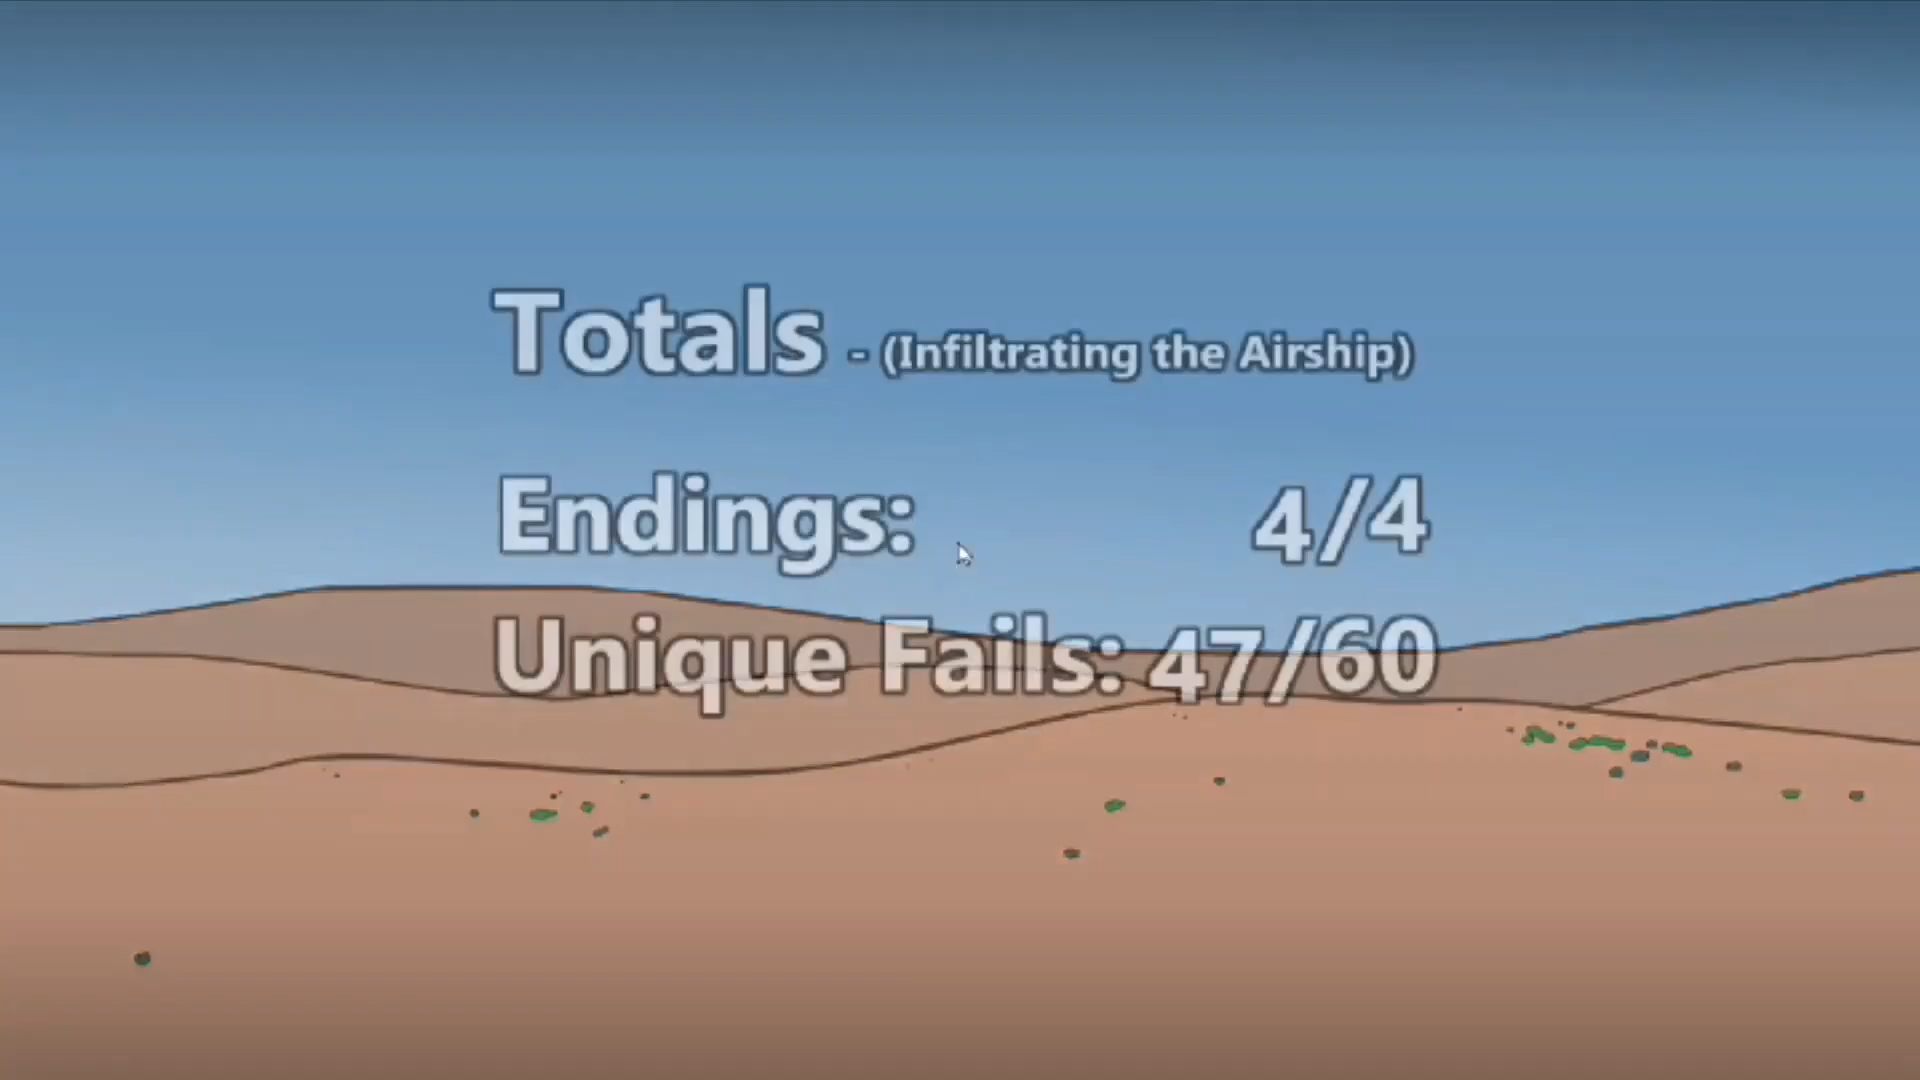 Totals - (Infiltrating the Airship)
Endings: 4/4
Unique Fails: 47/60